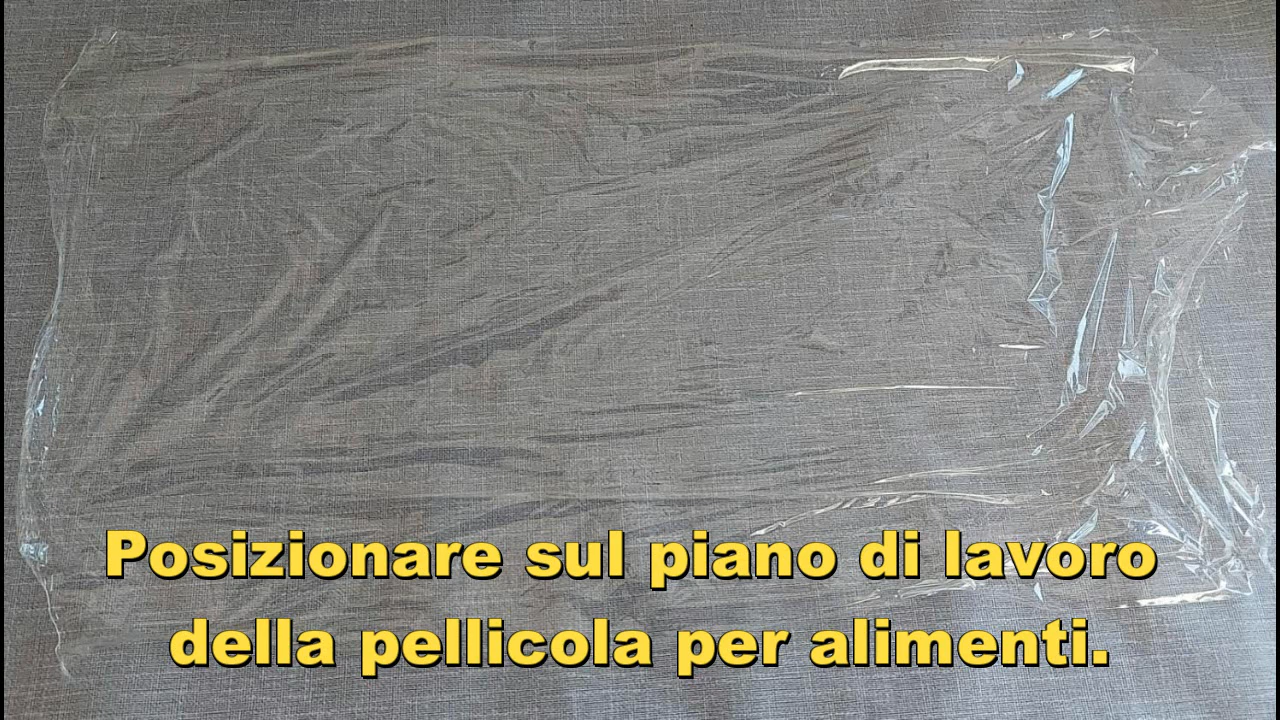 Posizionare sul piano di lavoro
della pellicola per alimenti.